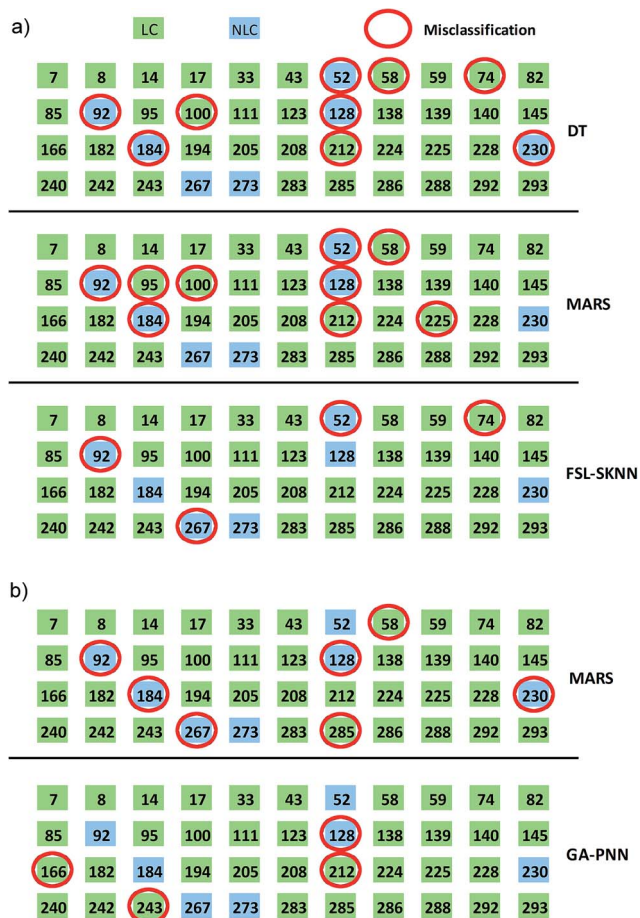 a) LC NLC Misclassification
7 8 14 17 33 43 52 58 59 74 82
85 92 95 100 111 123 128 138 139 140 145
DT
166 182 184 194 205 208 212 224 225 228 230
240 242 243 267 273 283 285 286 288 292 293
7 8 14 17 33 43 52 58 59 74 82
85 92 95 100 111 123 128 138 139 140 145
MARS
166 182 184 194 205 208 212 224 225 228 230
240 242 243 267 273 283 285 286 288 292 293
7 8 14 17 33 43 52 58 59 74 82
85 92 95 100 111 123 128 138 139 140 145
FSL-SKNN
166 182 184 194 205 208 212 224 225 228 230
240 242 243 267 273 283 285 286 288 292 293
b)
7 8 14 17 33 43 52 58 59 74 82
85 92 95 100 111 123 128 138 139 140 145
MARS
166 182 184 194 205 208 212 224 225 228 230
240 242 243 267 273 283 285 286 288 292 293
7 8 14 17 33 43 52 58 59 74 82
85 92 95 100 111 123 128 138 139 140 145
GA-PNN
166 182 184 194 205 208 212 224 225 228 230
240 242 243 267 273 283 285 286 288 292 293